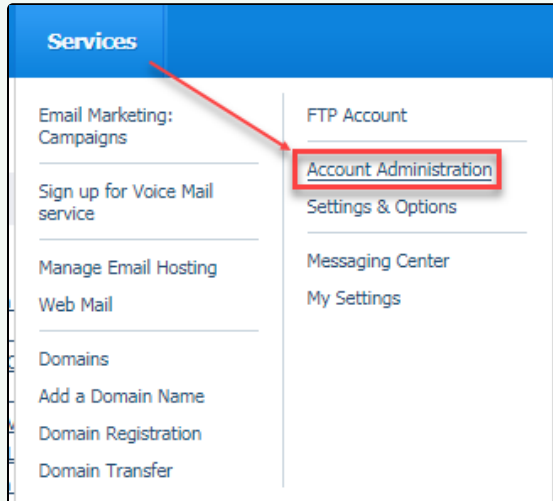 Services
Email Marketing:
Campaigns
Sign up for Voice Mail
service
Manage Email Hosting
Web Mail
Domains
Add a Domain Name
Domain Registration
Domain Transfer
FTP Account
Account Administration
Settings & Options
Messaging Center
My Settings